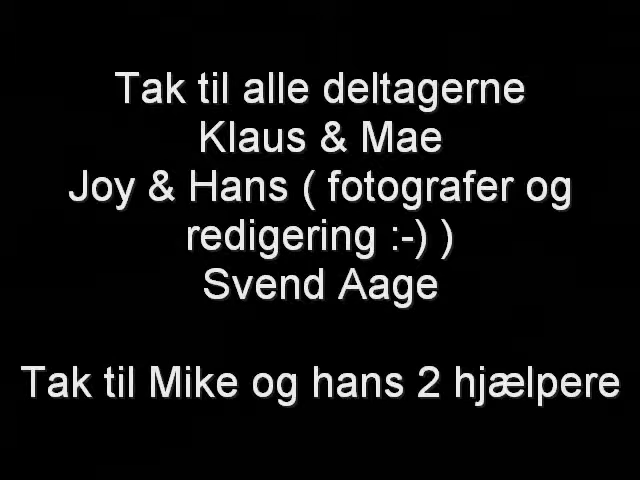 Tak til alle deltagerne
Klaus & Mae
Joy & Hans ( fotografer og
redigering :-) )
Svend Aage
Tak til Mike og hans 2 hjælpere